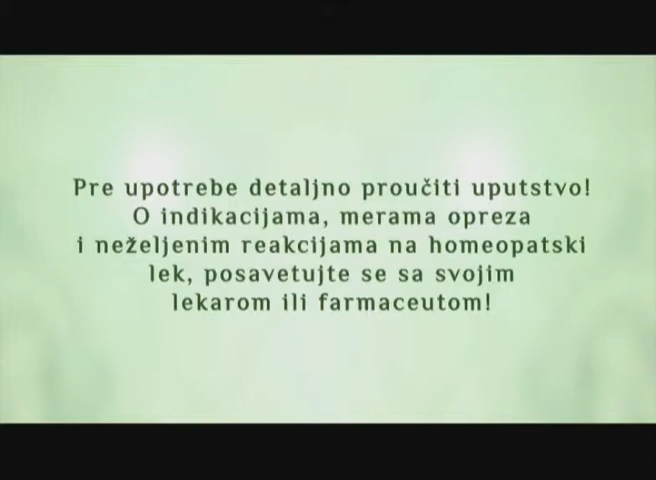 Pre upotrebe detaljno proučiti uputstvo!
O indikacijama, merama opreza
i neželjenim reakcijama na homeopatski
lek, posavetujte se sa svojim
lekarom ili farmaceutom!